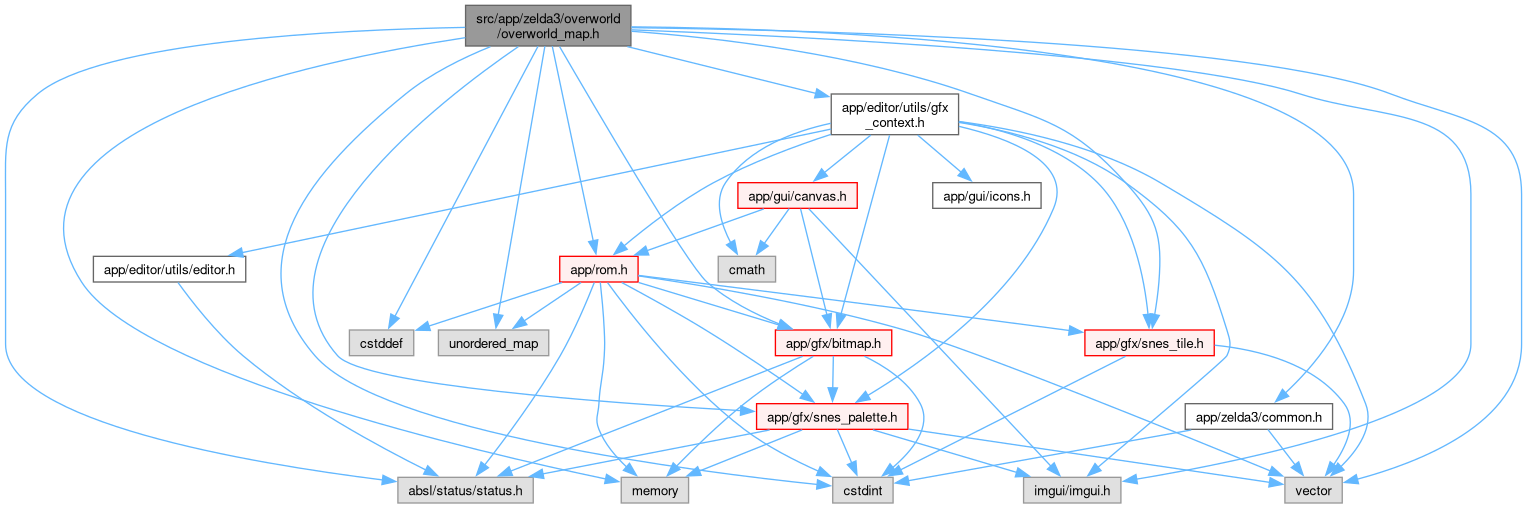 src/app/zelda3/overworld
/overworld_map.h
app/editor/utils/gfx
_context.h
app/gui/canvas.h
app/gui/icons.h
app/editor/utils/editor.h
app/rom.h
cmath
cstddef
unordered_map
app/gfx/bitmap.h
app/gfx/snes_tile.h
app/gfx/snes_palette.h
app/zelda3/common.h
absl/status/status.h
memory
cstdint
imgui/imgui.h
vector